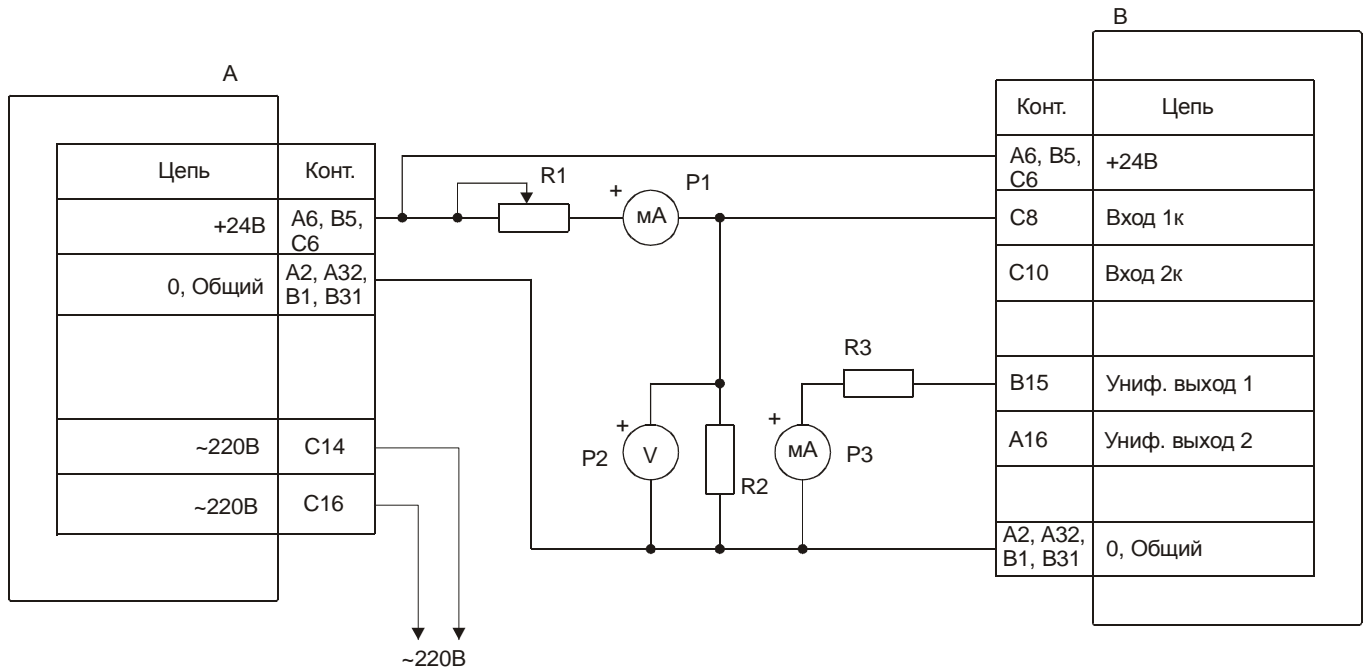 A
Цепь
Конт.
+24В
A6, B5,
C6
0, Общий
A2, A32,
B1, B31
~220В
C14
~220В
C16
~220В
R1
+
мА
P1
+
V
P2
R2
R3
+
мА
P3
B
Конт.
Цепь
A6, B5,
C6
+24В
C8
Вход 1к
C10
Вход 2к
B15
Униф. выход 1
A16
Униф. выход 2
A2, A32,
B1, B31
0, Общий